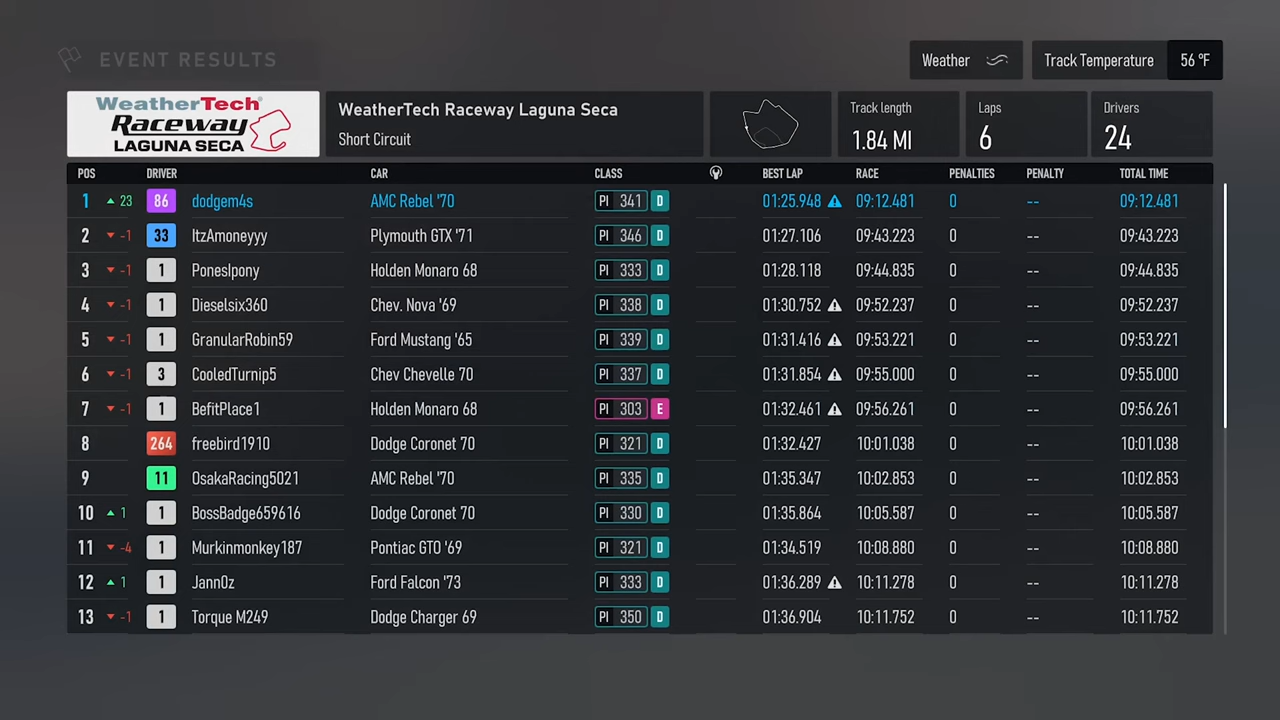 EVENT RESULTS
Weather
Track Temperature 56 °F
WeatherTech® Raceway LAGUNA SECA
WeatherTech Raceway Laguna Seca
Short Circuit
Track length
1.84 MI
Laps
6
Drivers
24
POS DRIVER CAR CLASS BEST LAP RACE PENALTIES PENALTY TOTAL TIME
1 ▲ 23 86 dodgem4s AMC Rebel '70 PI 341 D 01:25.948 09:12.481 0 -- 09:12.481
2 ▼ -1 33 ItzAmoneyyy Plymouth GTX '71 PI 346 D 01:27.106 09:43.223 0 -- 09:43.223
3 ▼ -1 1 PonesIpony Holden Monaro 68 PI 333 D 01:28.118 09:44.835 0 -- 09:44.835
4 ▼ -1 1 Dieselsix360 Chev. Nova '69 PI 338 D 01:30.752 09:52.237 0 -- 09:52.237
5 ▼ -1 1 GranularRobin59 Ford Mustang '65 PI 339 D 01:31.416 09:53.221 0 -- 09:53.221
6 ▼ -1 3 CooledTurnip5 Chev Chevelle 70 PI 337 D 01:31.854 09:55.000 0 -- 09:55.000
7 ▼ -1 1 BefitPlace1 Holden Monaro 68 PI 303 E 01:32.461 09:56.261 0 -- 09:56.261
8 264 freebird1910 Dodge Coronet 70 PI 321 D 01:32.427 10:01.038 0 -- 10:01.038
9 11 OsakaRacing5021 AMC Rebel '70 PI 335 D 01:35.347 10:02.853 0 -- 10:02.853
10 ▲ 1 1 BossBadge659616 Dodge Coronet 70 PI 330 D 01:35.864 10:05.587 0 -- 10:05.587
11 ▼ -4 1 Murkinmonkey187 Pontiac GTO '69 PI 321 D 01:34.519 10:08.880 0 -- 10:08.880
12 ▲ 1 1 Jann0z Ford Falcon '73 PI 333 D 01:36.289 10:11.278 0 -- 10:11.278
13 ▼ -1 1 Torque M249 Dodge Charger 69 PI 350 D 01:36.904 10:11.752 0 -- 10:11.752